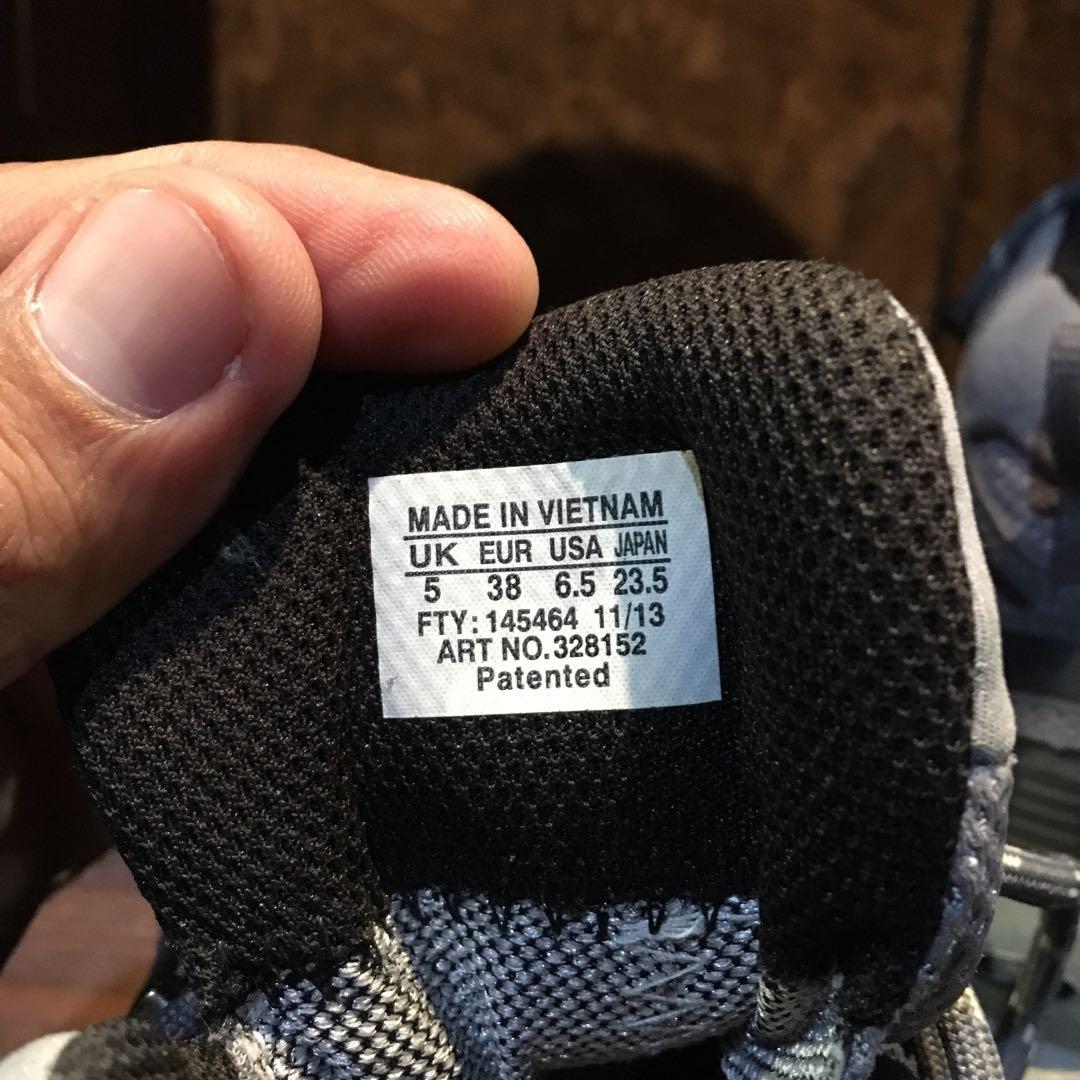 MADE IN VIETNAM
UK EUR USA JAPAN
5 38 6.5 23.5
FTY: 145464 11/13
ART NO.328152
Patented